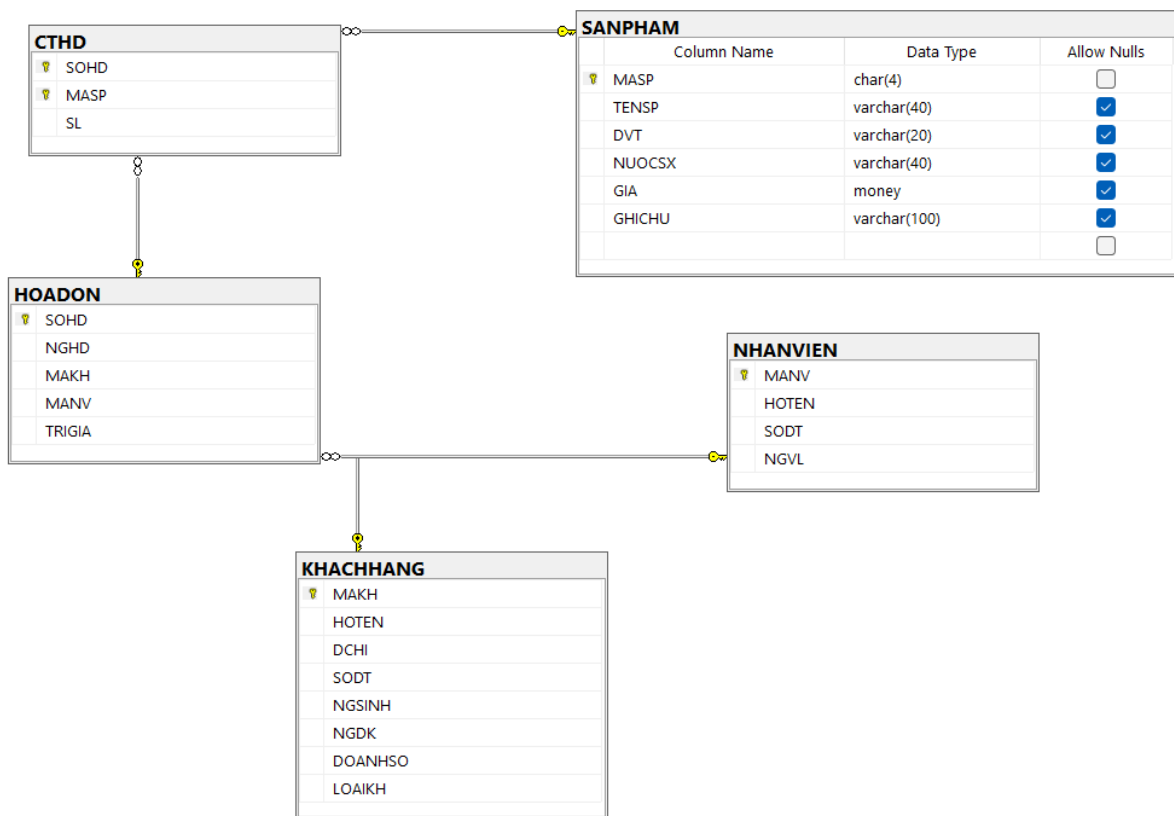 CTHD
SOHD
MASP
SL
SANPHAM
Column Name Data Type Allow Nulls
MASP char(4)
TENSP varchar(40)
DVT varchar(20)
NUOCSX varchar(40)
GIA money
GHICHU varchar(100)
HOADON
SOHD
NGHD
MAKH
MANV
TRIGIA
NHANVIEN
MANV
HOTEN
SODT
NGVL
KHACHHANG
MAKH
HOTEN
DCHI
SODT
NGSINH
NGDK
DOANHSO
LOAIKH